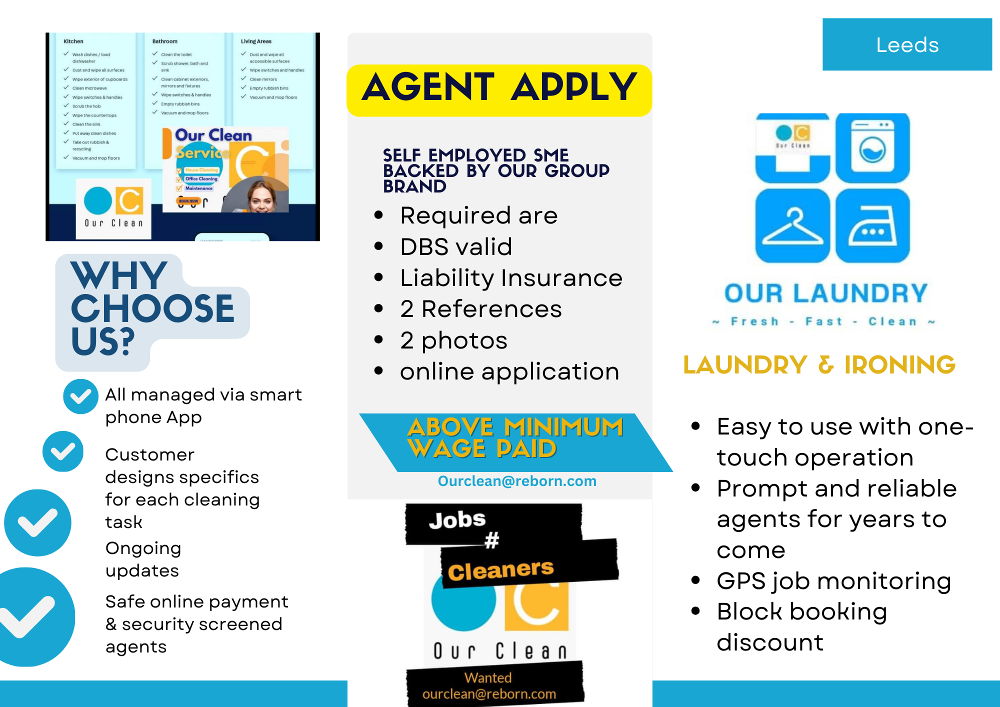 Kitchen
Wash dishes / load
dishwasher
Dust and wipe all surfaces
Wipe exterior of cupboards
Clean microwave
Wipe switches & handles
Scrub the hob
Wipe the countertops
Clean the sink
Put away clean dishes
Take out rubbish &
recycling
Vacuum and mop floors
Bathroom
Clean the toilet
Scrub shower, bath and
sink
Clean cabinet exteriors,
mirrors and fixtures
Wipe switches & handles
Empty rubbish bins
Vacuum and mop floors
Living Areas
Dust and wipe all
accessible surfaces
Wipe switches and handles
Clean mirrors
Empty rubbish bins
Vacuum and mop floors
Our Clean
Service
House Cleaning
Office Cleaning
Maintenance
BOOK NOW
Our
C
Our Clean
WHY
CHOOSE
US?
All managed via smart
phone App
Customer
designs specifics
for each cleaning
task
Ongoing
updates
Safe online payment
& security screened
agents
AGENT APPLY
SELF EMPLOYED SME
BACKED BY OUR GROUP
BRAND
• Required are
• DBS valid
• Liability Insurance
• 2 References
• 2 photos
• online application
ABOVE MINIMUM
WAGE PAID
Ourclean@reborn.com
Jobs
#
Cleaners
C
Our Clean
Wanted
ourclean@reborn.com
Leeds
C
Our Clean
OUR LAUNDRY
~ Fresh - Fast - Clean ~
LAUNDRY & IRONING
• Easy to use with one-
touch operation
• Prompt and reliable
agents for years to
come
• GPS job monitoring
• Block booking
discount